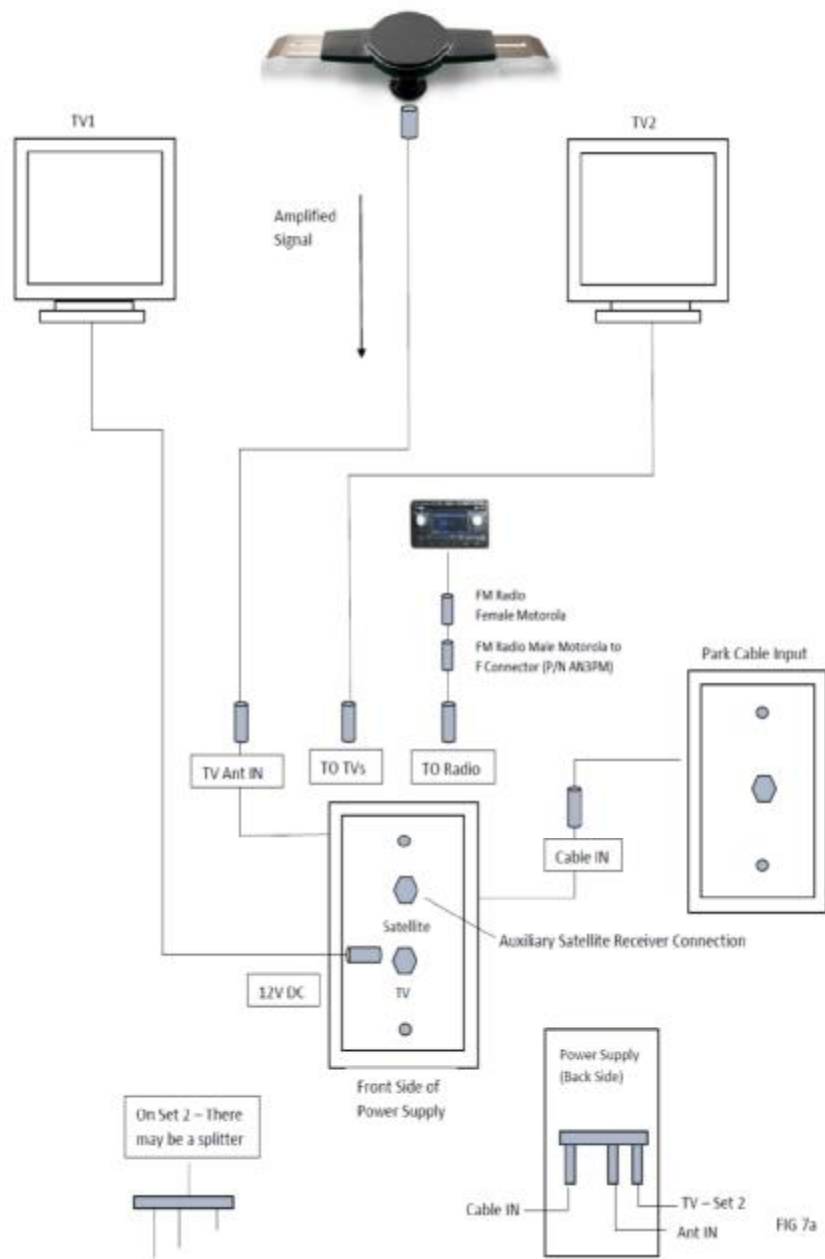 TV1
TV2
Amplified
Signal
FM Radio
Female Motorola
FM Radio Male Motorola to
F Connector (P/N AN3PM)
Park Cable Input
TV Ant IN
TO TVs
TO Radio
Cable IN
Satellite
Auxiliary Satellite Receiver Connection
12V DC
TV
Front Side of
Power Supply
On Set 2 – There
may be a splitter
Power Supply
(Back Side)
Cable IN
TV – Set 2
Ant IN
FIG 7a